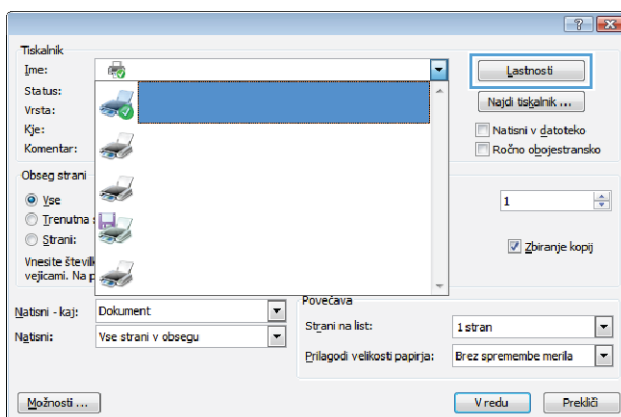 Tiskalnik
Ime:
Lastnosti
Status:
Vrsta:
Najdi tiskalnik ...
Kje:
Natisni v datoteko
Komentar:
Ročno obojestransko
Obseg strani
Vse
1
Trenutna
Strani:
Zbiranje kopij
Vnesite števil
vejicami. Na p
Natisni - kaj: Dokument
Povečava
Natisni: Vse strani v obsegu
Strani na list: 1 stran
Prilagodi velikosti papirja: Brez spremembe merila
Možnosti ...
V redu
Prekliči